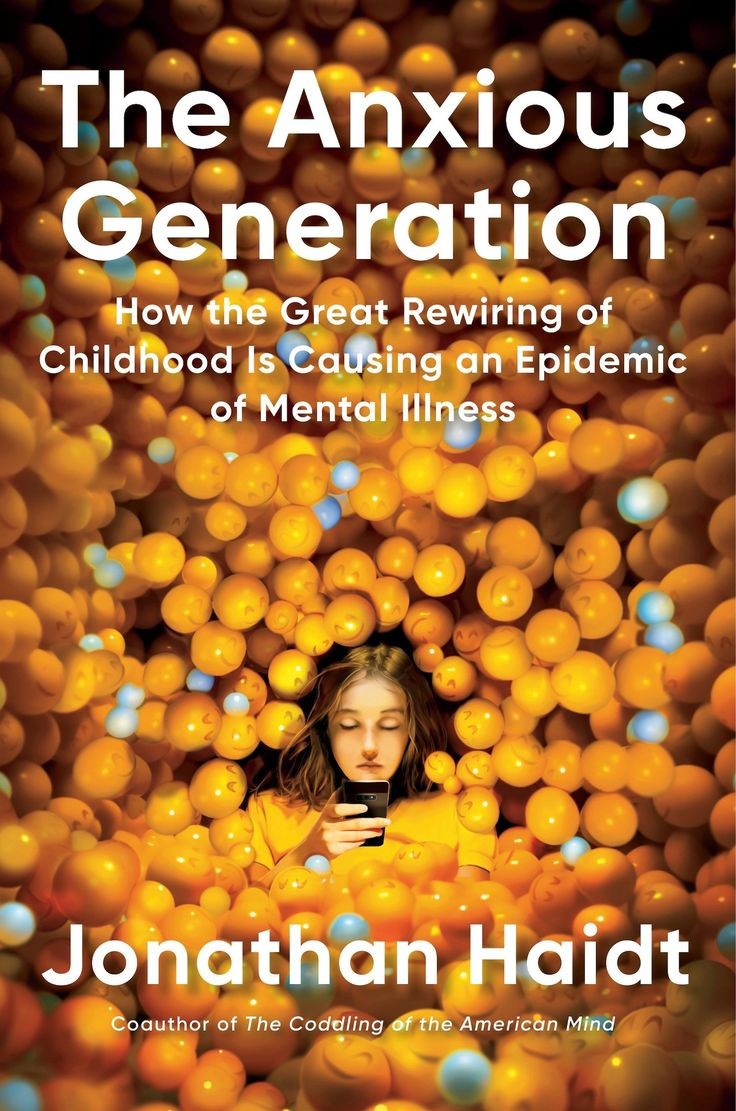 The Anxious
Generation
How the Great Rewiring of
Childhood Is Causing an Epidemic
of Mental Illness
Jonathan Haidt
Coauthor of The Coddling of the American Mind